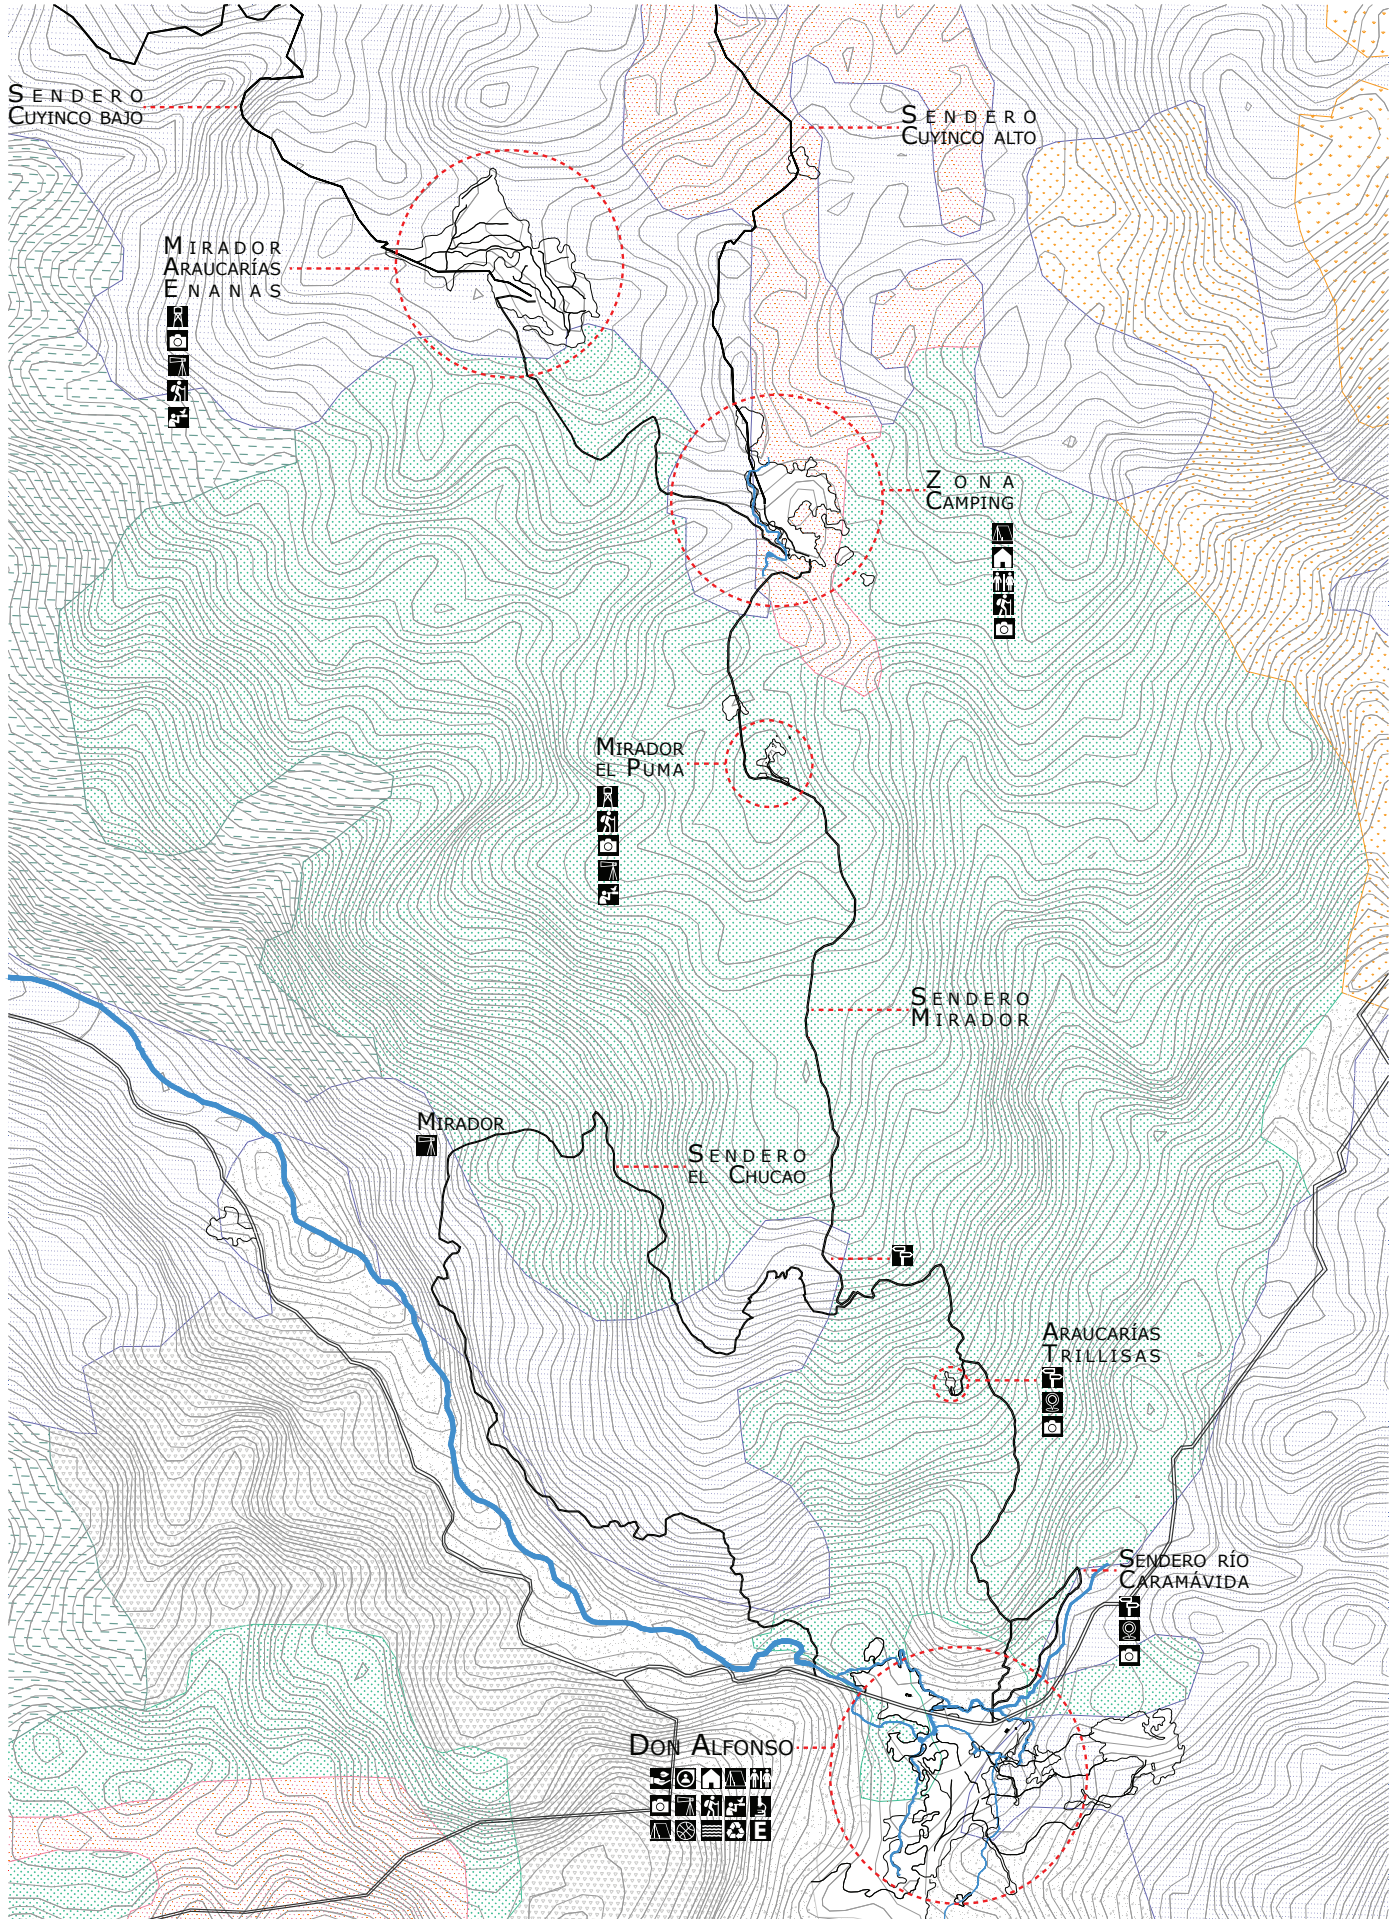 SENDERO
CUYINCO BAJO
SENDERO
CUYINCO ALTO
MIRADOR
ARAUCARÍAS
ENANAS
ZONA
CAMPING
MIRADOR
EL PUMA
SENDERO
MIRADOR
MIRADOR
SENDERO
EL CHUCAO
ARAUCARÍAS
TRILLISAS
SENDERO RÍO
CARAMÁVIDA
DON ALFONSO
E